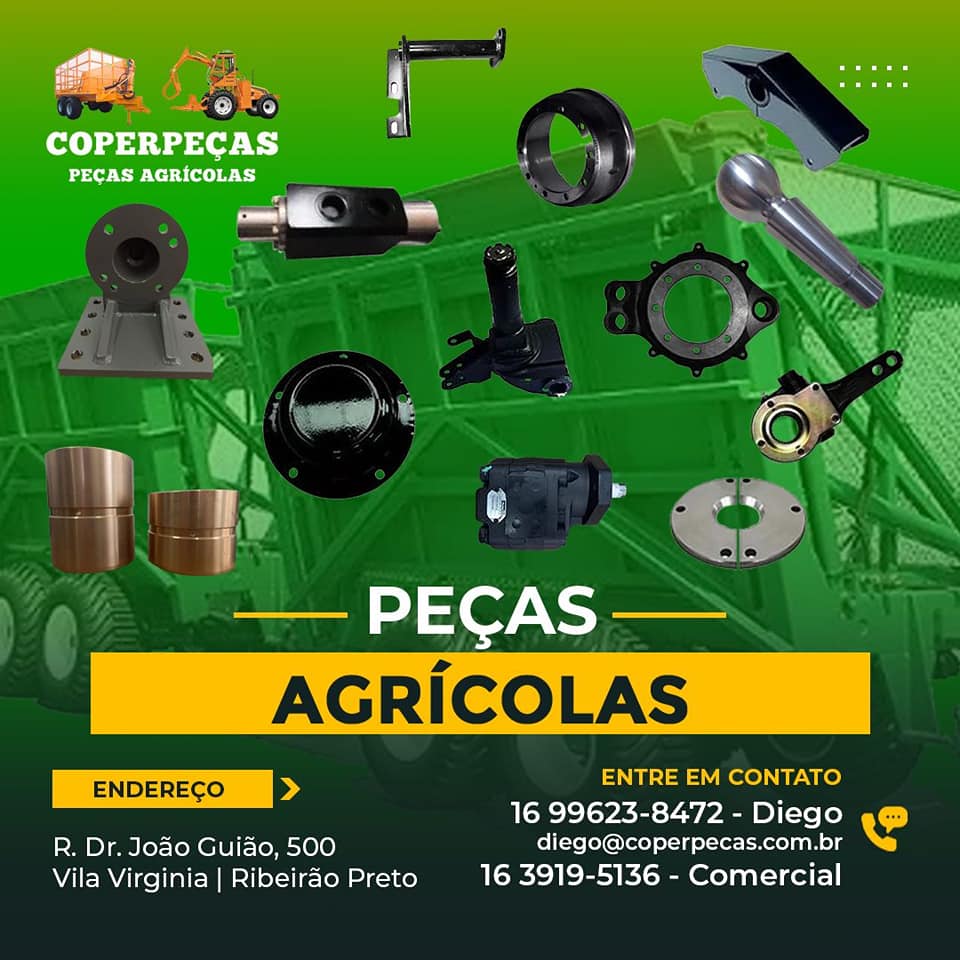 COPERPEÇAS
PEÇAS AGRÍCOLAS
PEÇAS
AGRÍCOLAS
ENDEREÇO
R. Dr. João Guião, 500
Vila Virginia | Ribeirão Preto
ENTRE EM CONTATO
16 99623-8472 - Diego
diego@coperpecas.com.br
16 3919-5136 - Comercial